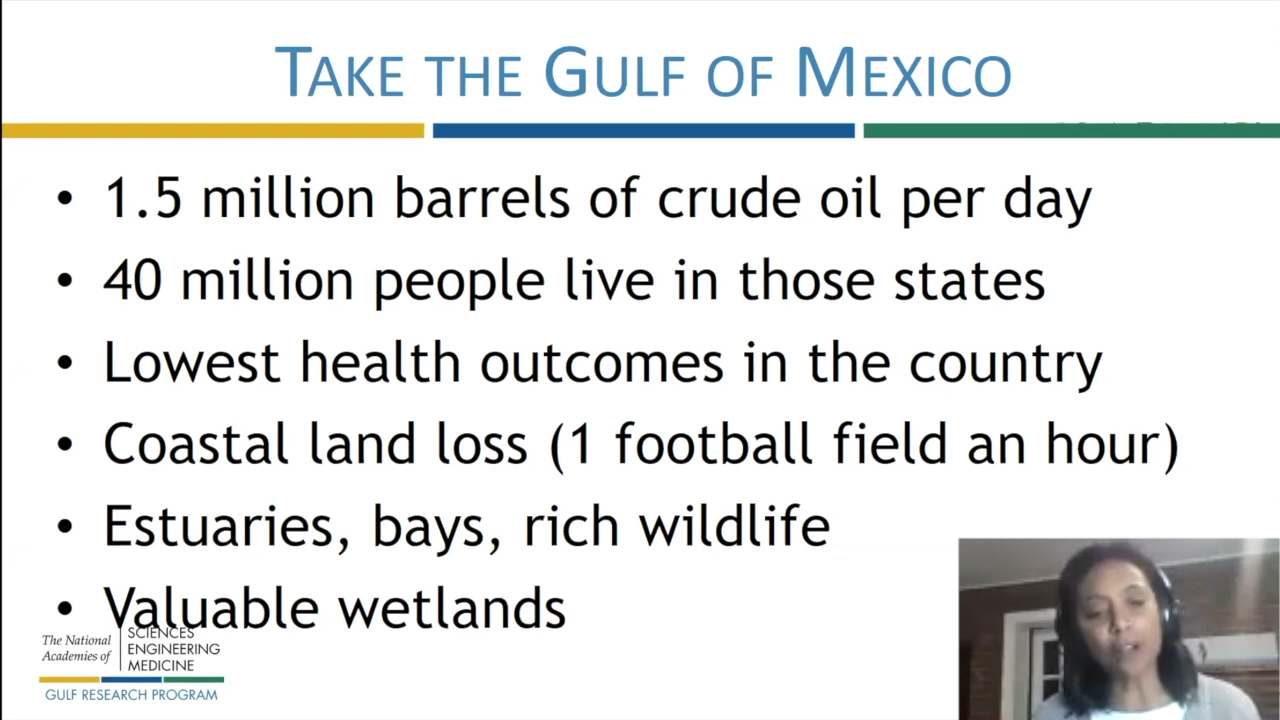 TAKE THE GULF OF MEXICO
• 1.5 million barrels of crude oil per day
• 40 million people live in those states
• Lowest health outcomes in the country
• Coastal land loss (1 football field an hour)
• Estuaries, bays, rich wildlife
• Valuable wetlands
The National
Academies of
SCIENCES
ENGINEERING
MEDICINE
GULF RESEARCH PROGRAM